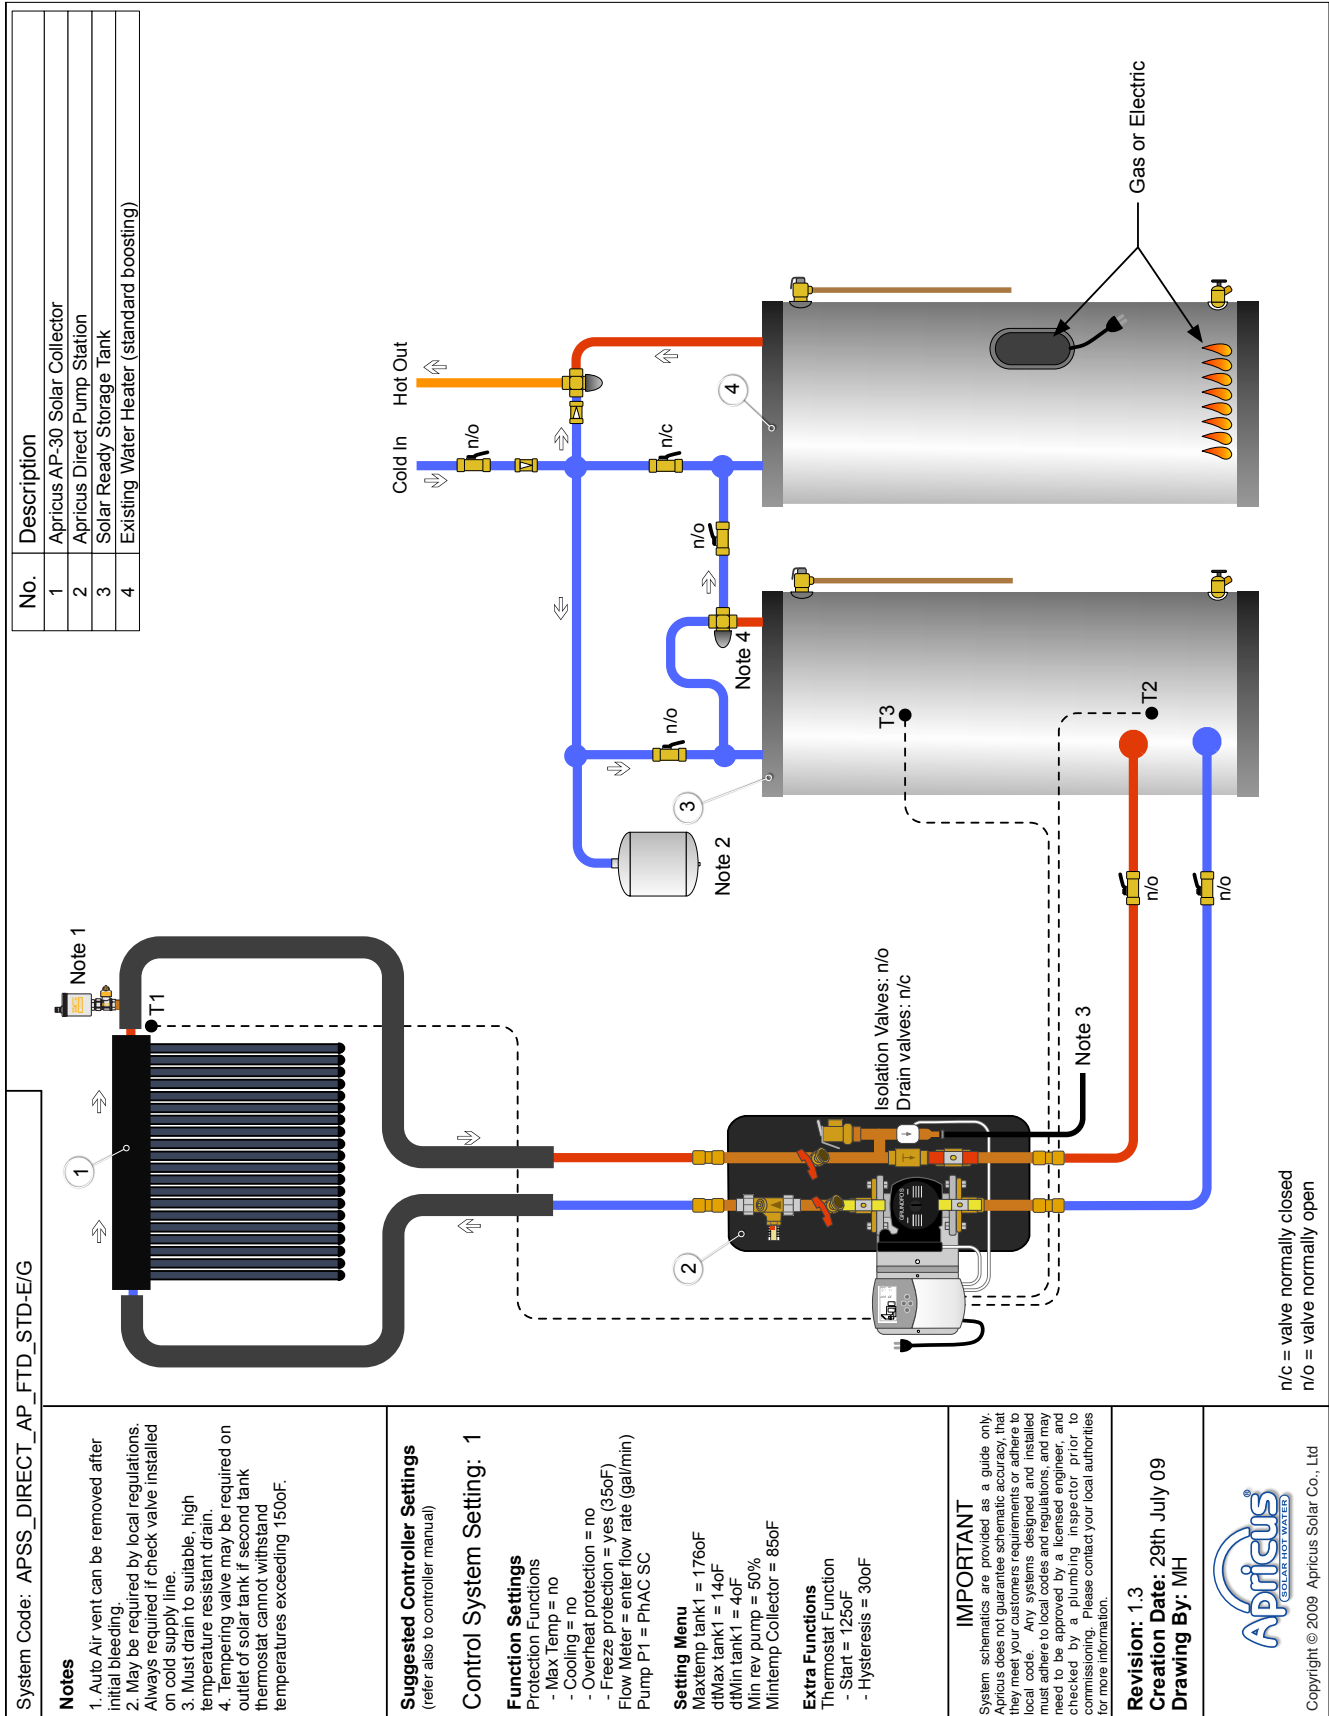 System Code: APSS_DIRECT_AP_FTD_STD-E/G
Notes
1. Auto Air vent can be removed after
initial bleeding.
2. May be required by local regulations.
Always required if check valve installed
on cold supply line.
3. Must drain to suitable, high
temperature resistant drain.
4. Tempering valve may be required on
outlet of solar tank if second tank
thermostat cannot withstand
temperatures exceeding 150oF.
Suggested Controller Settings
(refer also to controller manual)
Control System Setting: 1
Function Settings
Protection Functions
- Max Temp = no
- Cooling = no
- Overheat protection = no
- Freeze protection = yes (35oF)
Flow Meter = enter flow rate (gal/min)
Pump P1 = PhAC SC
Setting Menu
Maxtemp tank1 = 176oF
dtMax tank1 = 14oF
dtMin tank1 = 4oF
Min rev pump = 50%
Mintemp Collector = 85oF
Extra Functions
Thermostat Function
- Start = 125oF
- Hysteresis = 30oF
IMPORTANT
System schematics are provided as a guide only.
Apricus does not guarantee schematic accuracy, that
they meet your customers requirements or adhere to
local code. Any systems designed and installed
must adhere to local codes and regulations, and may
need to be approved by a licensed engineer, and
checked by a plumbing inspector prior to
commissioning. Please contact your local authorities
for more information.
Revision: 1.3
Creation Date: 29th July 09
Drawing By: MH
Apricus®
SOLAR HOT WATER
Copyright © 2009 Apricus Solar Co., Ltd
No. Description
1 Apricus AP-30 Solar Collector
2 Apricus Direct Pump Station
3 Solar Ready Storage Tank
4 Existing Water Heater (standard boosting)
1
Note 1
T1
2
GRUNDFOS
Isolation Valves: n/o
Drain valves: n/c
Note 3
Note 2
Cold In
Hot Out
n/o
n/c
n/o
n/o
Note 4
3
4
T3
T2
n/o
n/o
Gas or Electric
n/c = valve normally closed
n/o = valve normally open